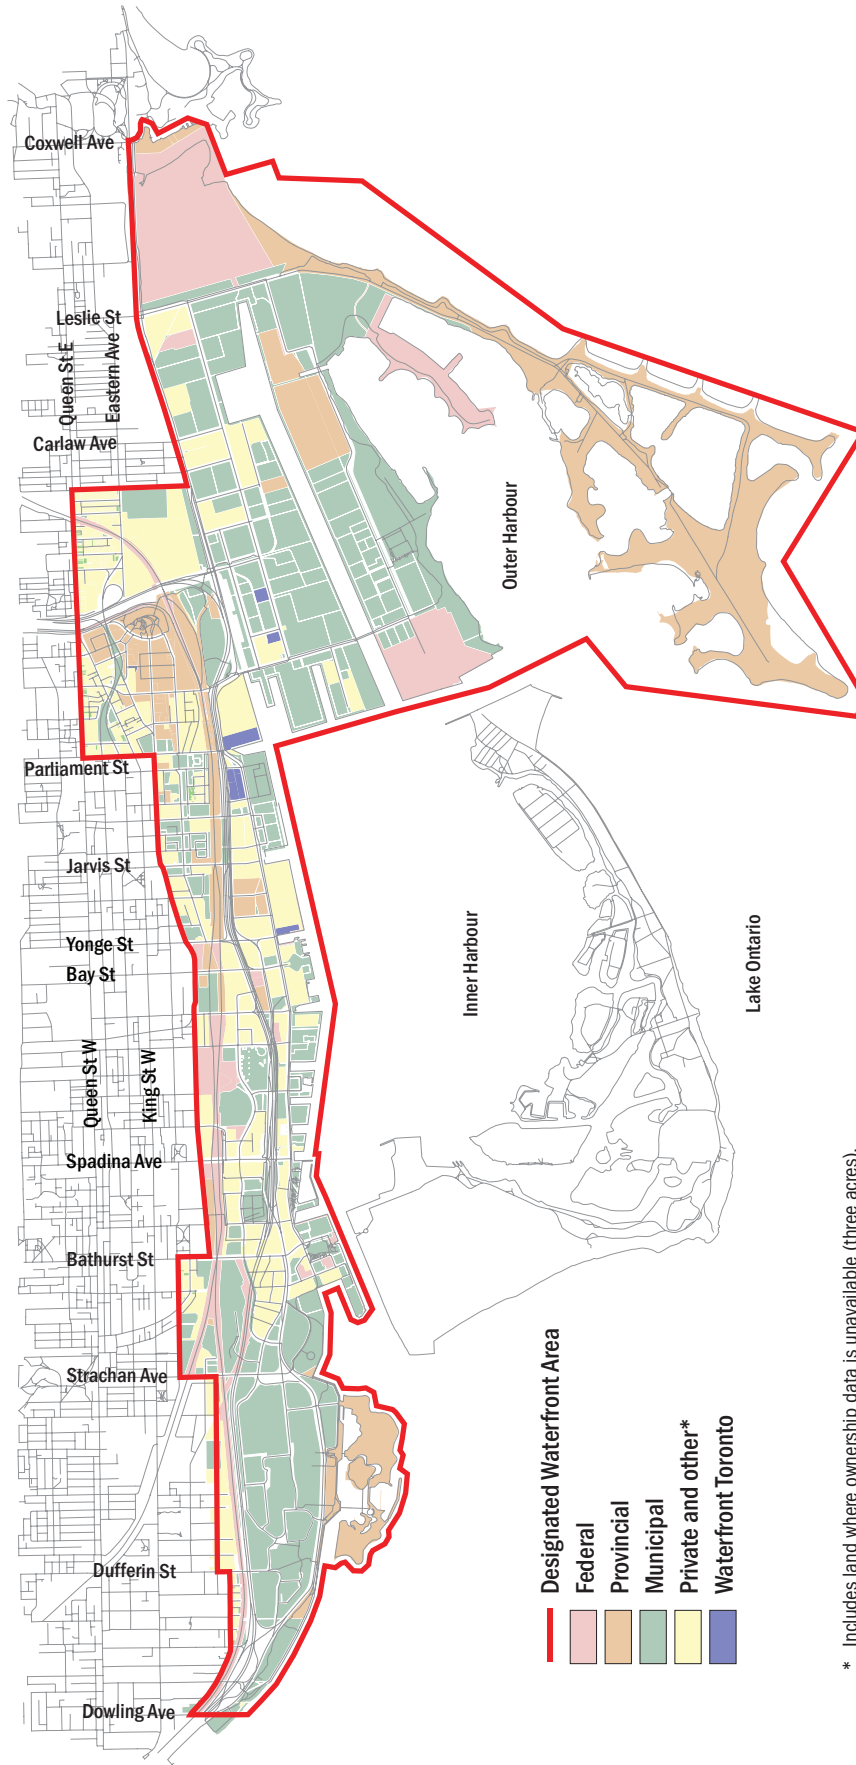 Coxwell Ave
Leslie St
Queen St E
Eastern Ave
Carlaw Ave
Parliament St
Jarvis St
Yonge St
Bay St
Queen St W
King St W
Spadina Ave
Bathurst St
Strachan Ave
Dufferin St
Dowling Ave
Outer Harbour
Inner Harbour
Lake Ontario
Designated Waterfront Area
Federal
Provincial
Municipal
Private and other*
Waterfront Toronto
* Includes land where ownership data is unavailable (three acres).